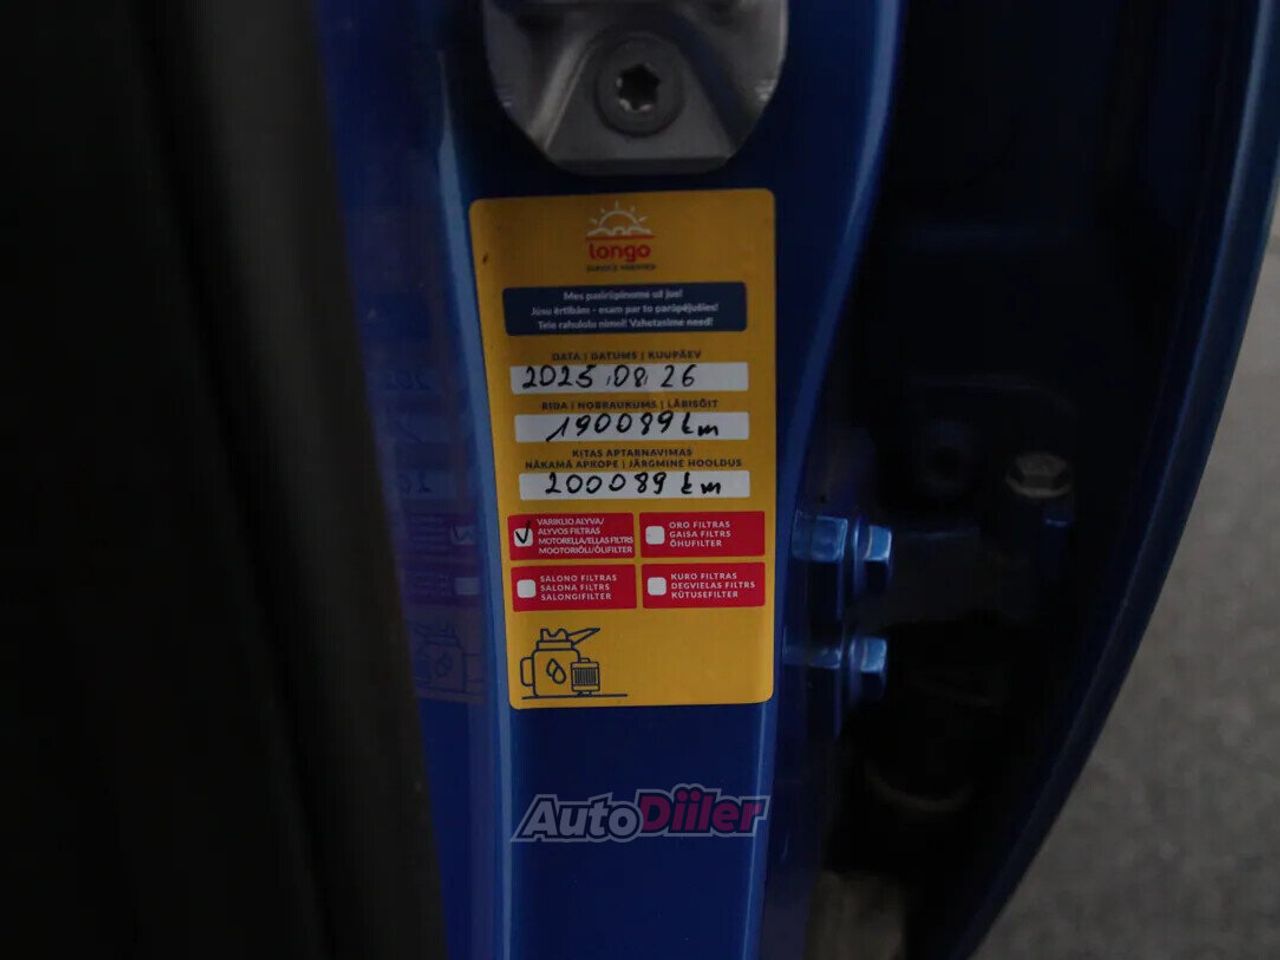 longo
Mes pasirūpinome už jus!
Jūsu ērtībām - esam par to parūpējušies!
Teie rahulolu nimel! Vahetasime need!
DATA | DATUMS | KUUPÄEV
2025.08.26
RIDA | NOBRAUKUMS | LÄBISÕIT
190089 km
KITAS APTARNAVIMAS
NĀKAMĀ APKOPE | JÄRGMINE HOOLDUS
200089 km
VARIKLIO ALYVA/
ALYVOS FILTRAS
MOTOREĻĻA/EĻĻAS FILTRS
MOOTORIÕLI/ÕLIFILTER
ORO FILTRAS
GAISA FILTRS
ÕHUFILTER
SALONO FILTRAS
SALONA FILTRS
SALONGIFILTER
KURO FILTRAS
DEGVIELAS FILTRS
KÜTUSEFILTER
AutoDiiler